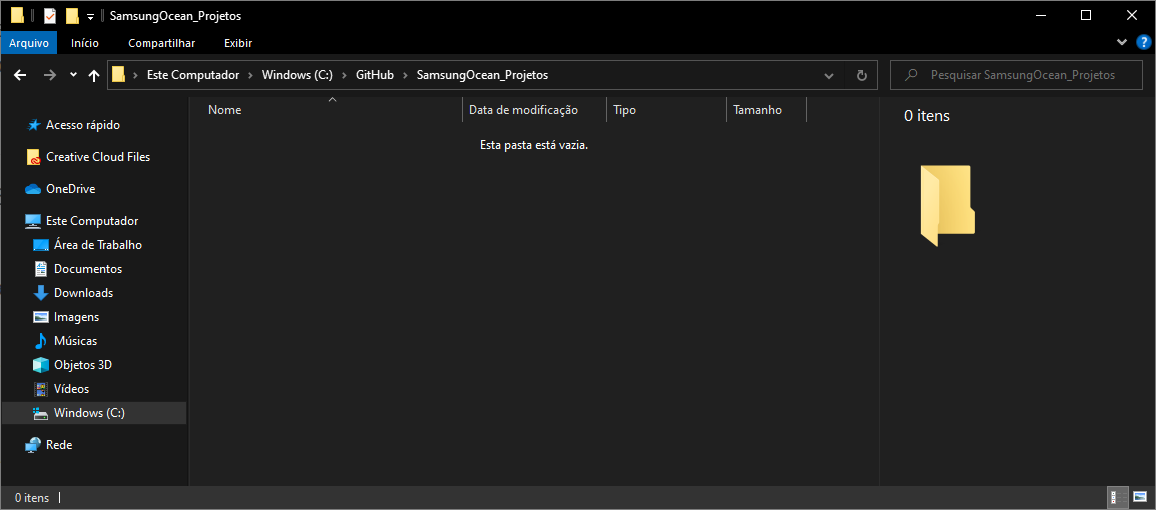 SamsungOcean_Projetos
Arquivo Início Compartilhar Exibir
Este Computador Windows (C:) GitHub SamsungOcean_Projetos Pesquisar SamsungOcean_Projetos
Nome Data de modificação Tipo Tamanho
Esta pasta está vazia.
0 itens
Acesso rápido
Creative Cloud Files
OneDrive
Este Computador
Área de Trabalho
Documentos
Downloads
Imagens
Músicas
Objetos 3D
Vídeos
Windows (C:)
Rede
0 itens